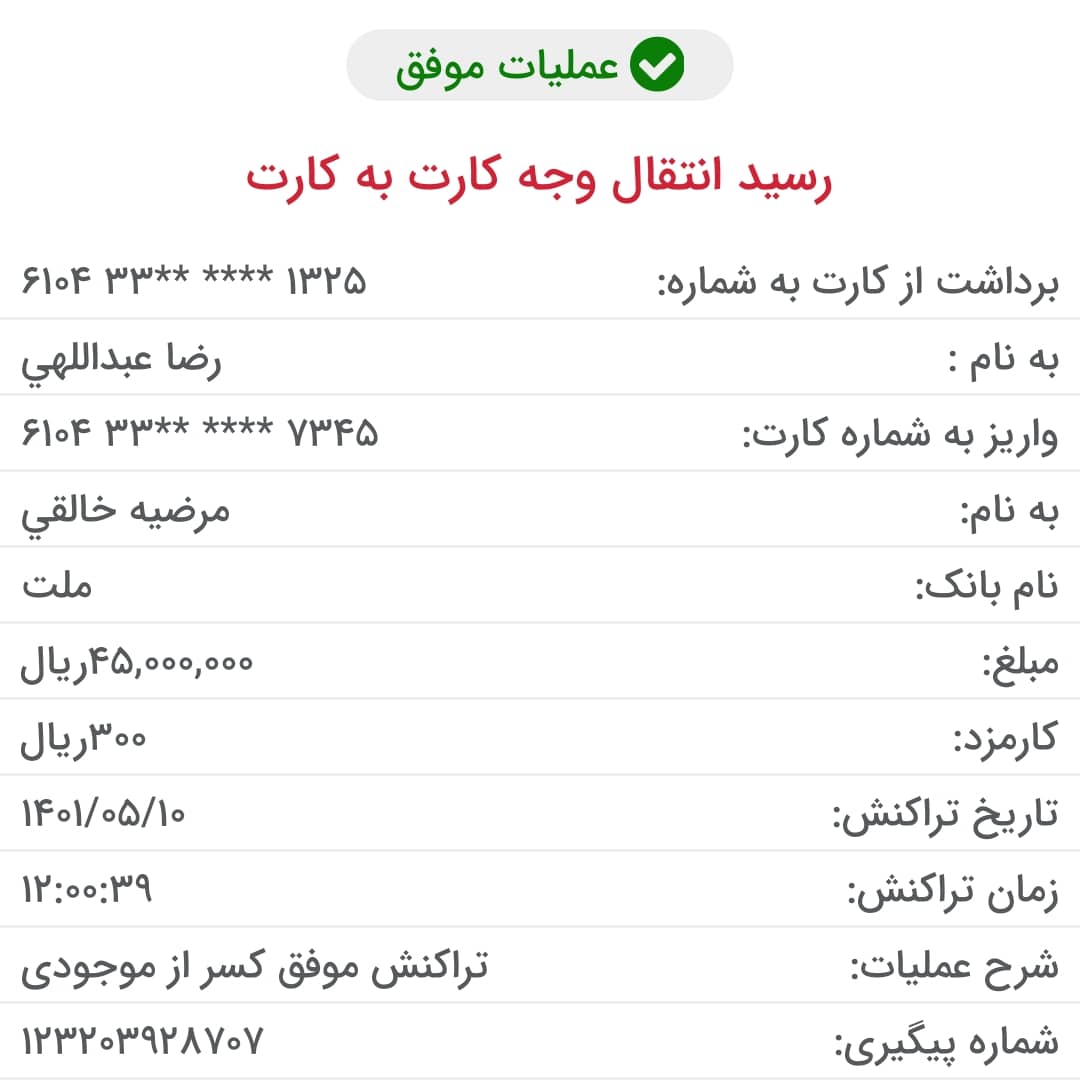 عملیات موفق
رسید انتقال وجه کارت به کارت
برداشت از کارت به شماره: ۶۱۰۴ ۳۳** **** ۱۳۲۵
به نام : رضا عبداللهي
واریز به شماره کارت: ۶۱۰۴ ۳۳** **** ۷۳۴۵
به نام: مرضیه خالقي
نام بانک: ملت
مبلغ: ۴۵,۰۰۰,۰۰۰ریال
کارمزد: ۳۰۰ریال
تاریخ تراکنش: ۱۴۰۱/۰۵/۱۰
زمان تراکنش: ۱۲:۰۰:۳۹
شرح عملیات: تراکنش موفق کسر از موجودی
شماره پیگیری: ۱۲۳۲۰۳۹۲۸۷۰۷